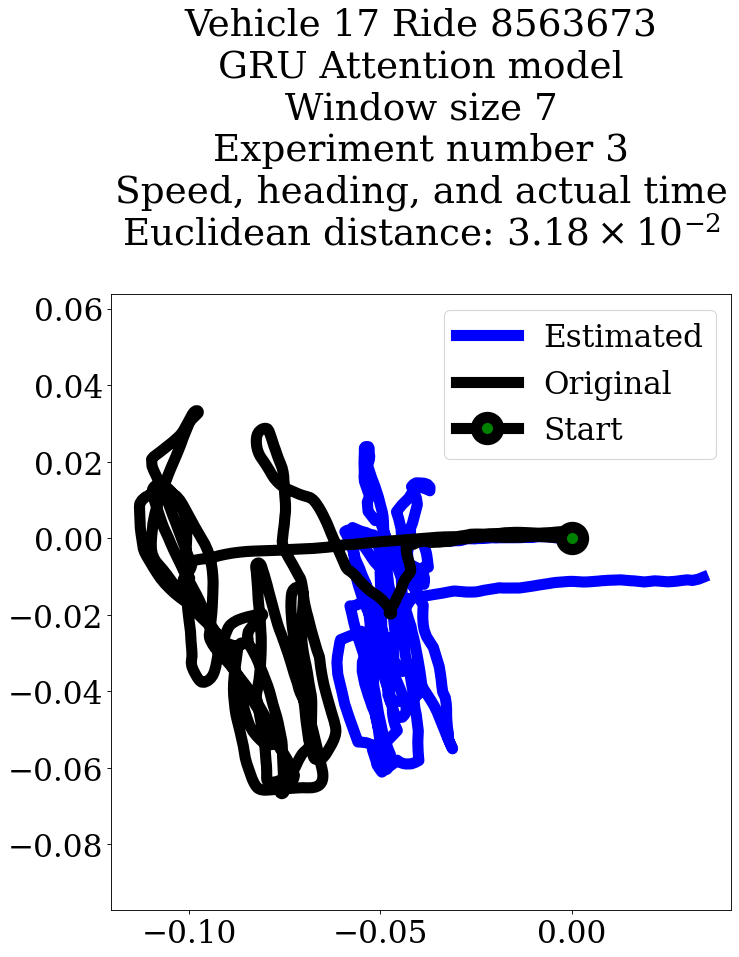 Vehicle 17 Ride 8563673
GRU Attention model
Window size 7
Experiment number 3
Speed, heading, and actual time
Euclidean distance: 3.18 × 10⁻²
0.06
Estimated
0.04
Original
Start
0.02
0.00
−0.02
−0.04
−0.06
−0.08
−0.10
−0.05
0.00